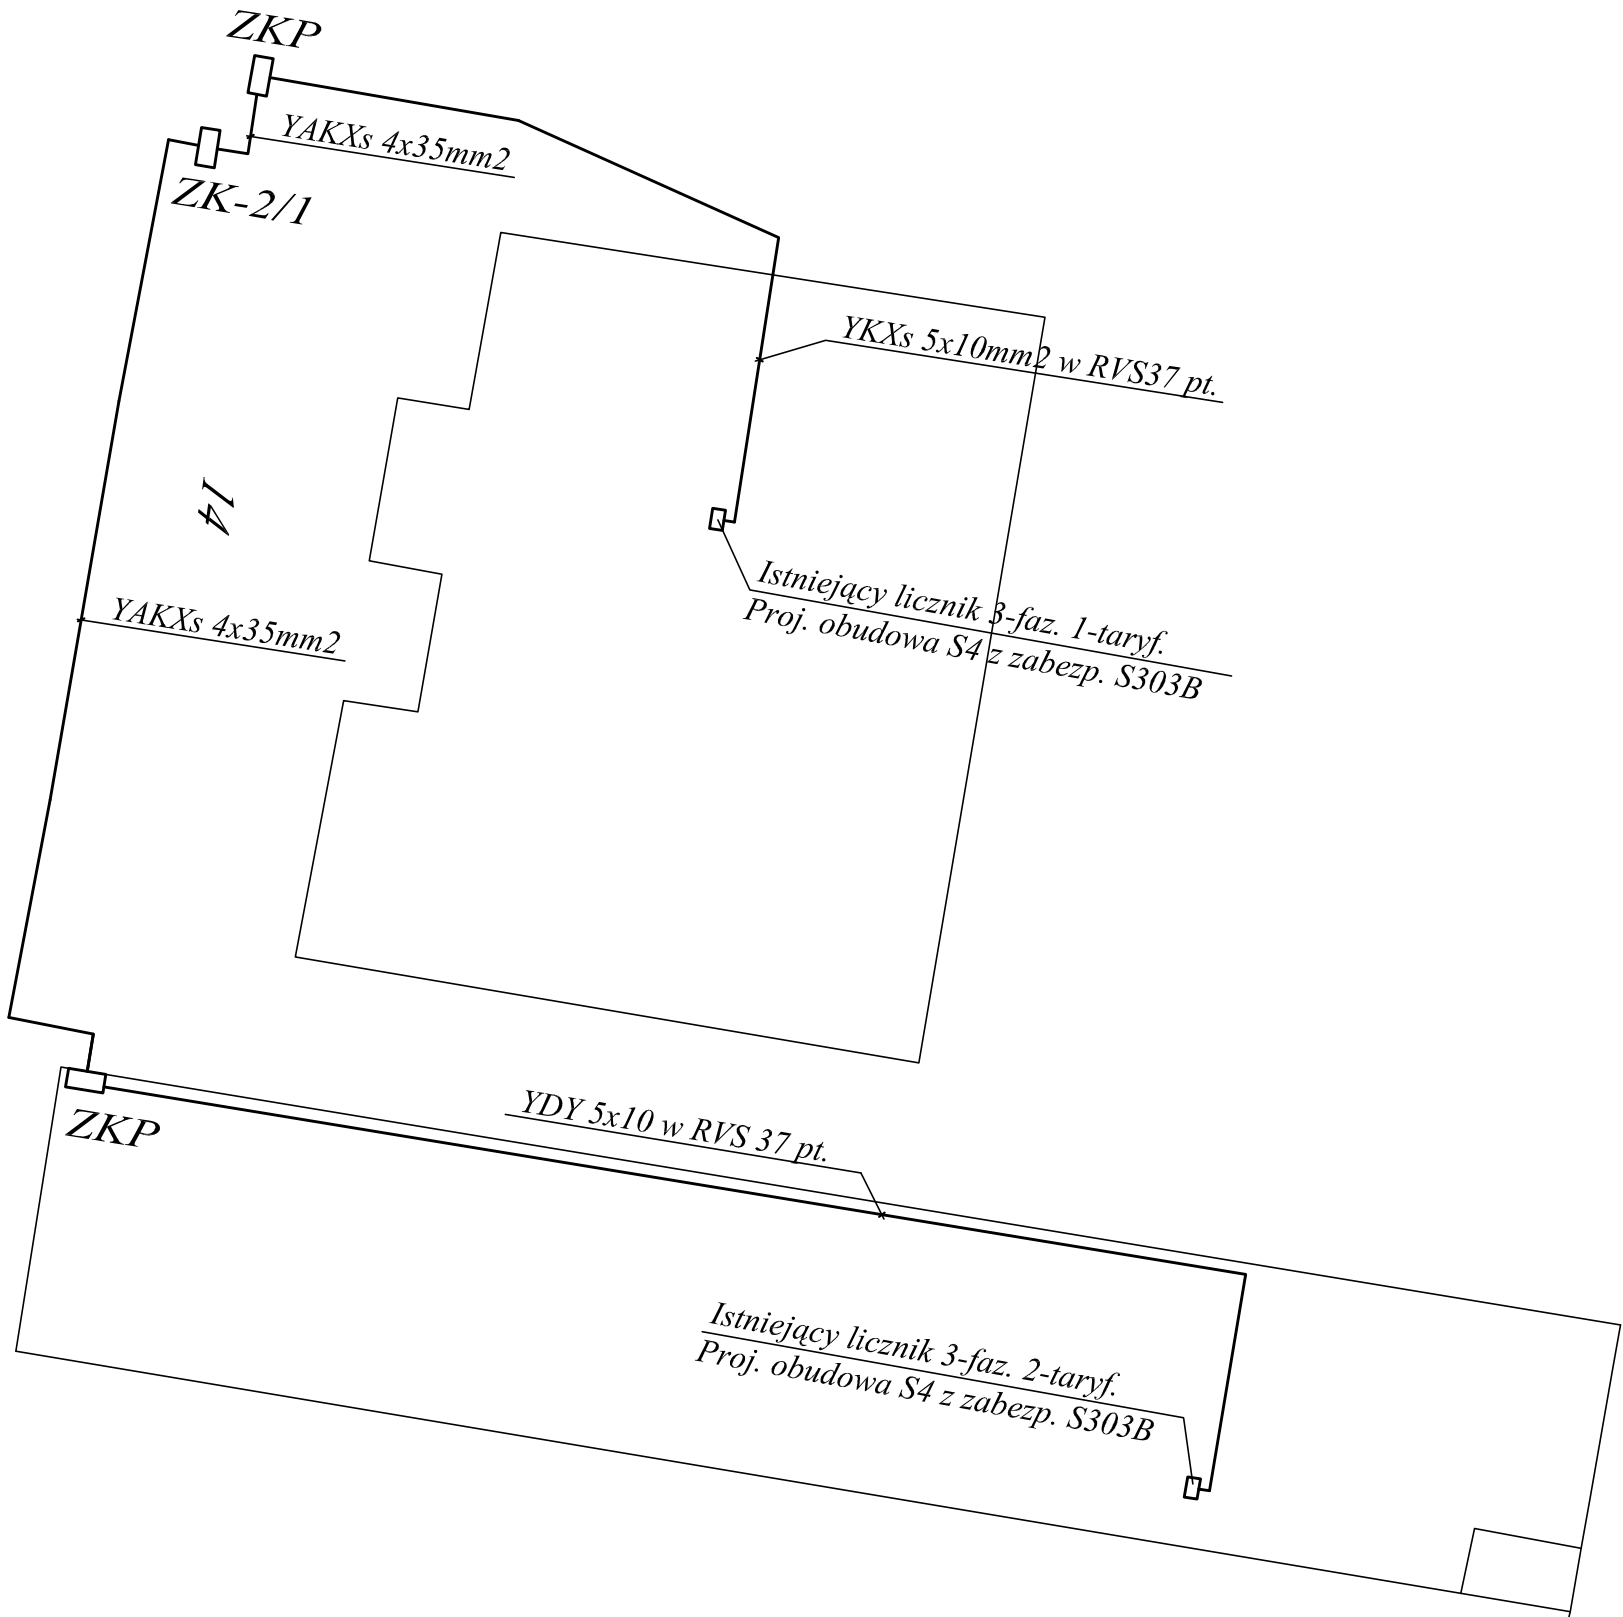 ZKP
YAKXs 4x35mm2
ZK-2/1
YKXs 5x10mm2 w RVS37 pt.
14
Istniejący licznik 3-faz. 1-taryf.
Proj. obudowa S4 z zabezp. S303B
YAKXs 4x35mm2
YDY 5x10 w RVS 37 pt.
ZKP
Istniejący licznik 3-faz. 2-taryf.
Proj. obudowa S4 z zabezp. S303B